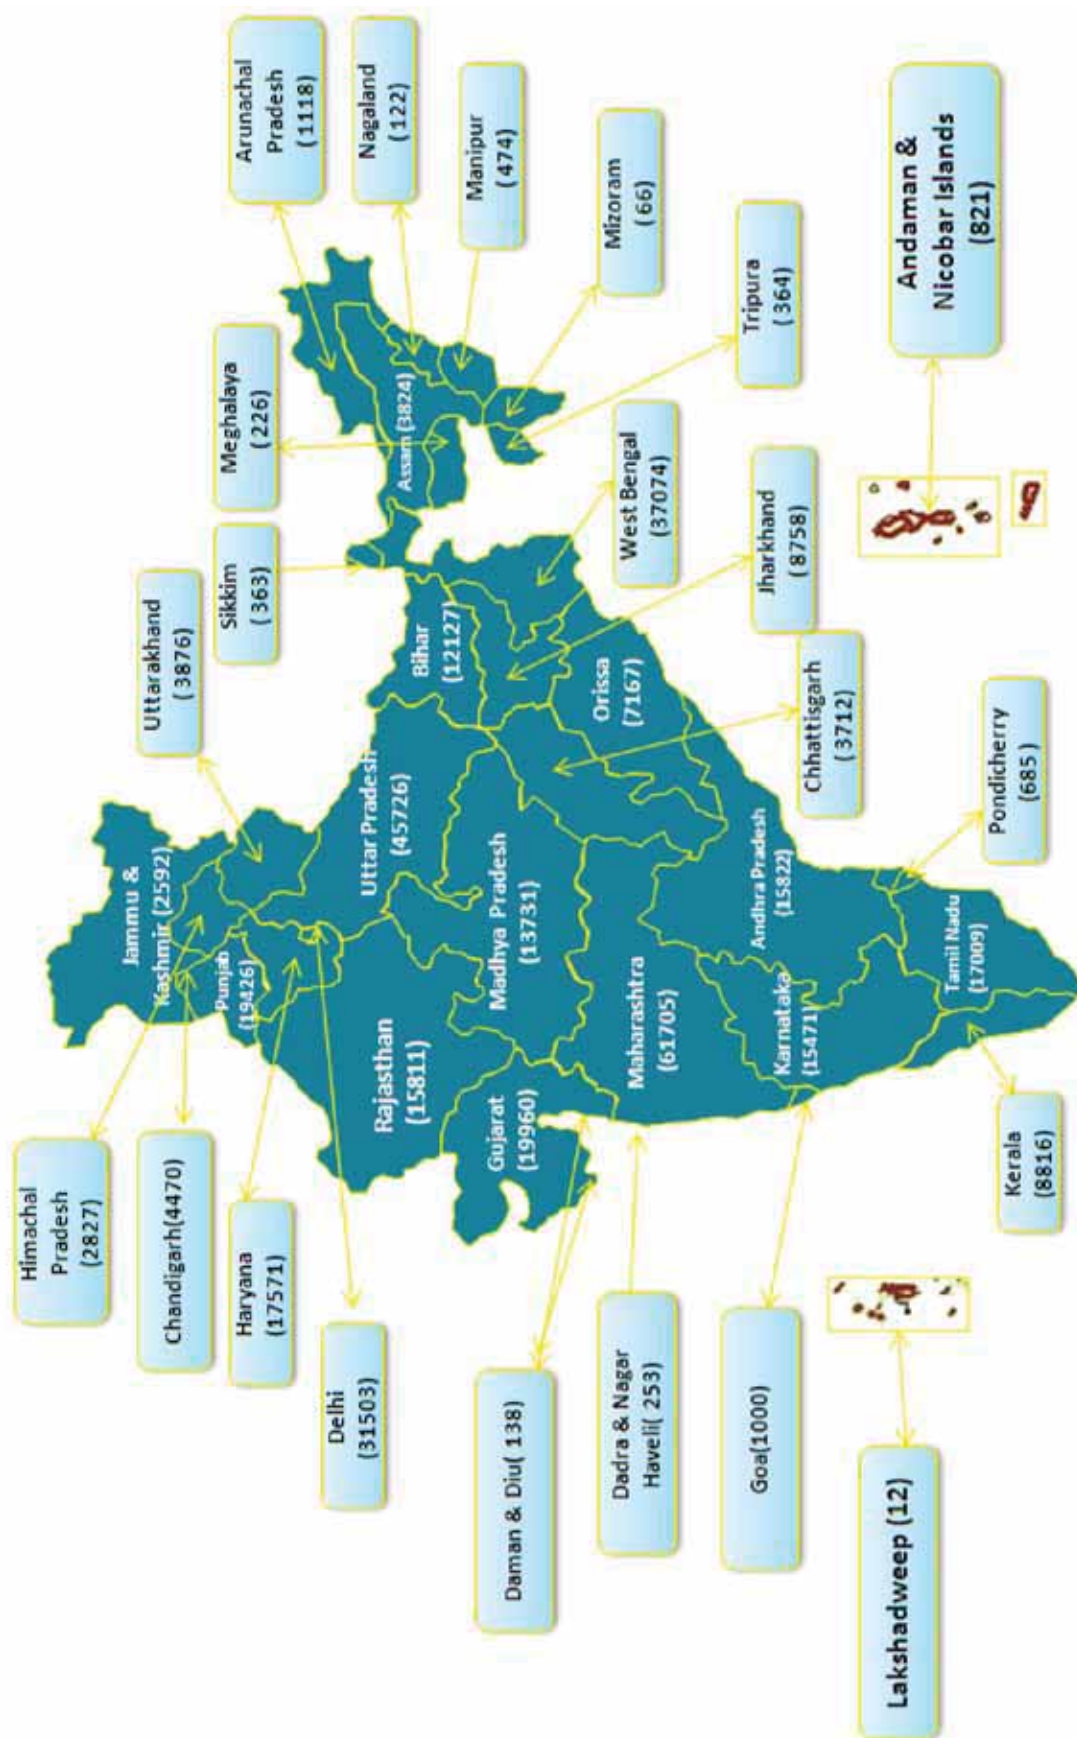 Himachal
Pradesh
(2827)
Chandigarh(4470)
Haryana
(17571)
Delhi
(31503)
Daman & Diu( 138)
Dadra & Nagar
Haveli( 253)
Goa(1000)
Lakshadweep (12)
Kerala
(8816)
Jammu &
Kashmir (2592)
Punjab
(19426)
Rajasthan
(15811)
Gujarat
(19960)
Uttar Pradesh
(45726)
Madhya Pradesh
(13731)
Maharashtra
(61705)
Karnataka
(15471)
Andhra Pradesh
(15822)
Tamil Nadu
(17009)
Bihar
(12127)
Orissa
(7167)
Assam (3824)
Uttarakhand
( 3876)
Sikkim
( 363)
Meghalaya
( 226)
Arunachal
Pradesh
( 1118)
Nagaland
( 122)
Manipur
( 474)
Mizoram
( 66)
Tripura
( 364)
West Bengal
(37074)
Jharkhand
( 8758)
Chhattisgarh
( 3712)
Pondicherry
( 685)
Andaman &
Nicobar Islands
(821)